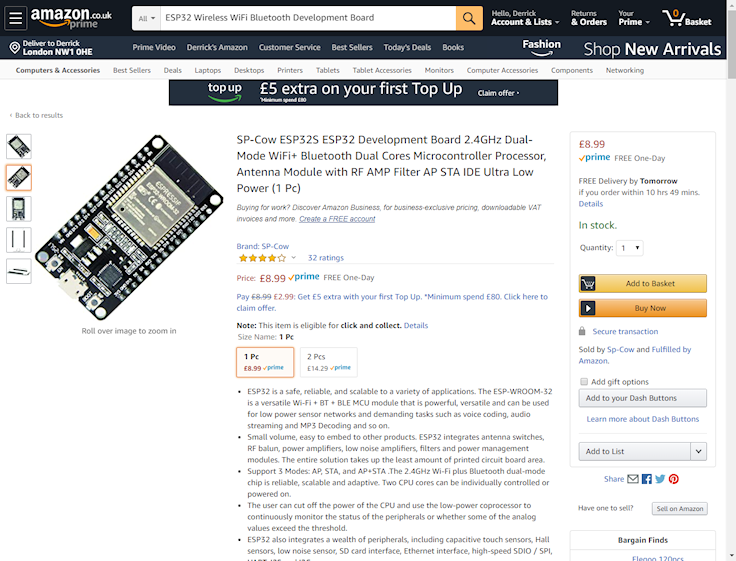 amazon.co.uk
prime
All
ESP32 Wireless WiFi Bluetooth Development Board
Hello, Derrick
Account & Lists
Returns
& Orders
Your
Prime
0
Basket
Deliver to Derrick
London NW1 0HE
Prime Video Derrick's Amazon Customer Service Best Sellers Today's Deals Books
Fashion
Shop New Arrivals
Computers & Accessories Best Sellers Deals Laptops Desktops Printers Tablets Tablet Accessories Monitors Computer Accessories Components Networking
top up £5 extra on your first Top Up Claim offer ›
*Minimum spend £80
‹ Back to results
SP-Cow ESP32S ESP32 Development Board 2.4GHz Dual-
Mode WiFi+ Bluetooth Dual Cores Microcontroller Processor,
Antenna Module with RF AMP Filter AP STA IDE Ultra Low
Power (1 Pc)
Buying for work? Discover Amazon Business, for business-exclusive pricing, downloadable VAT
invoices and more. Create a FREE account
Brand: SP-Cow
32 ratings
Price: £8.99 prime FREE One-Day
Pay £8.99 £2.99: Get £5 extra with your first Top Up. *Minimum spend £80. Click here to
claim offer.
Note: This item is eligible for click and collect. Details
Size Name: 1 Pc
1 Pc
£8.99 prime
2 Pcs
£14.29 prime
• ESP32 is a safe, reliable, and scalable to a variety of applications. The ESP-WROOM-32
is a versatile Wi-Fi + BT + BLE MCU module that is powerful, versatile and can be used
for low power sensor networks and demanding tasks such as voice coding, audio
streaming and MP3 Decoding and so on.
• Small volume, easy to embed to other products. ESP32 integrates antenna switches,
RF balun, power amplifiers, low noise amplifiers, filters and power management
modules. The entire solution takes up the least amount of printed circuit board area.
• Support 3 Modes: AP, STA, and AP+STA .The 2.4GHz Wi-Fi plus Bluetooth dual-mode
chip is reliable, scalable and adaptive. Two CPU cores can be individually controlled or
powered on.
• The user can cut off the power of the CPU and use the low-power coprocessor to
continuously monitor the status of the peripherals or whether some of the analog
values exceed the threshold.
• ESP32 also integrates a wealth of peripherals, including capacitive touch sensors, Hall
sensors, low noise sensor, SD card interface, Ethernet interface, high-speed SDIO / SPI,
Roll over image to zoom in
ESPRESSIF
ESP-WROOM-32
£8.99
prime FREE One-Day
FREE Delivery by Tomorrow
if you order within 10 hrs 49 mins.
Details
In stock.
Quantity: 1
Add to Basket
Buy Now
Secure transaction
Sold by SP-Cow and Fulfilled by
Amazon.
Add gift options
Add to your Dash Buttons
Learn more about Dash Buttons
Add to List
Share
Have one to sell?
Sell on Amazon
Bargain Finds
Elegoo 120pcs